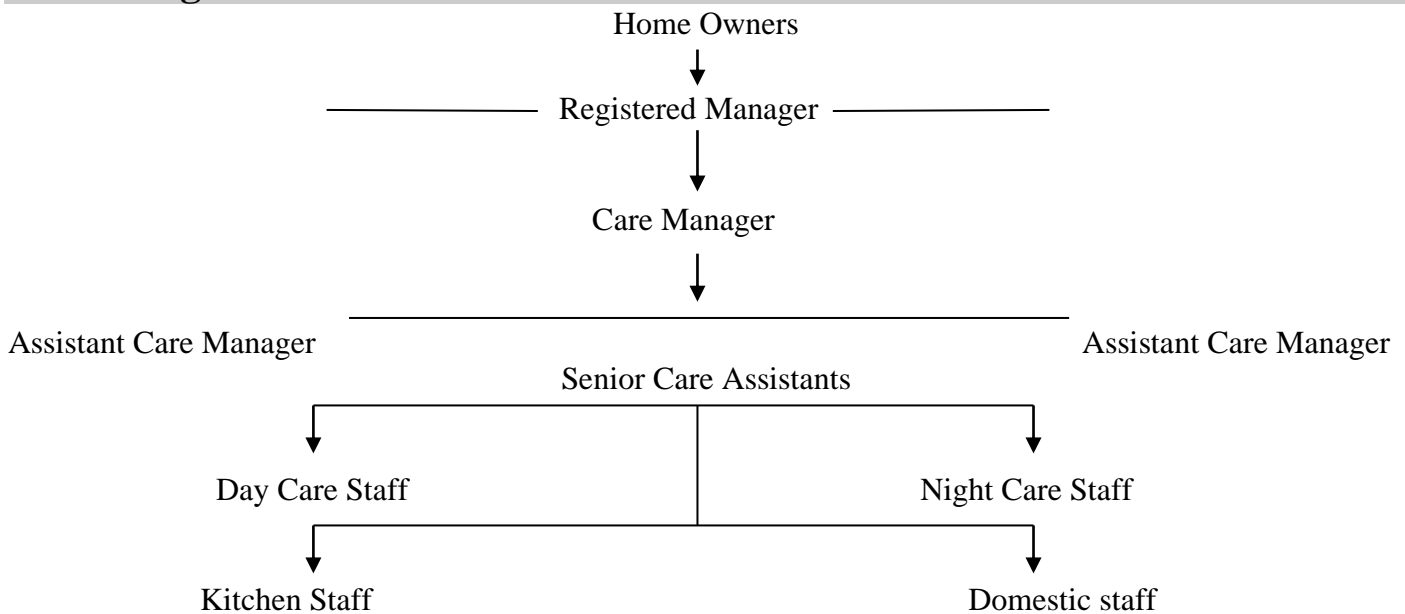 Home Owners
Registered Manager
Care Manager
Assistant Care Manager Assistant Care Manager
Senior Care Assistants
Day Care Staff Night Care Staff
Kitchen Staff Domestic staff